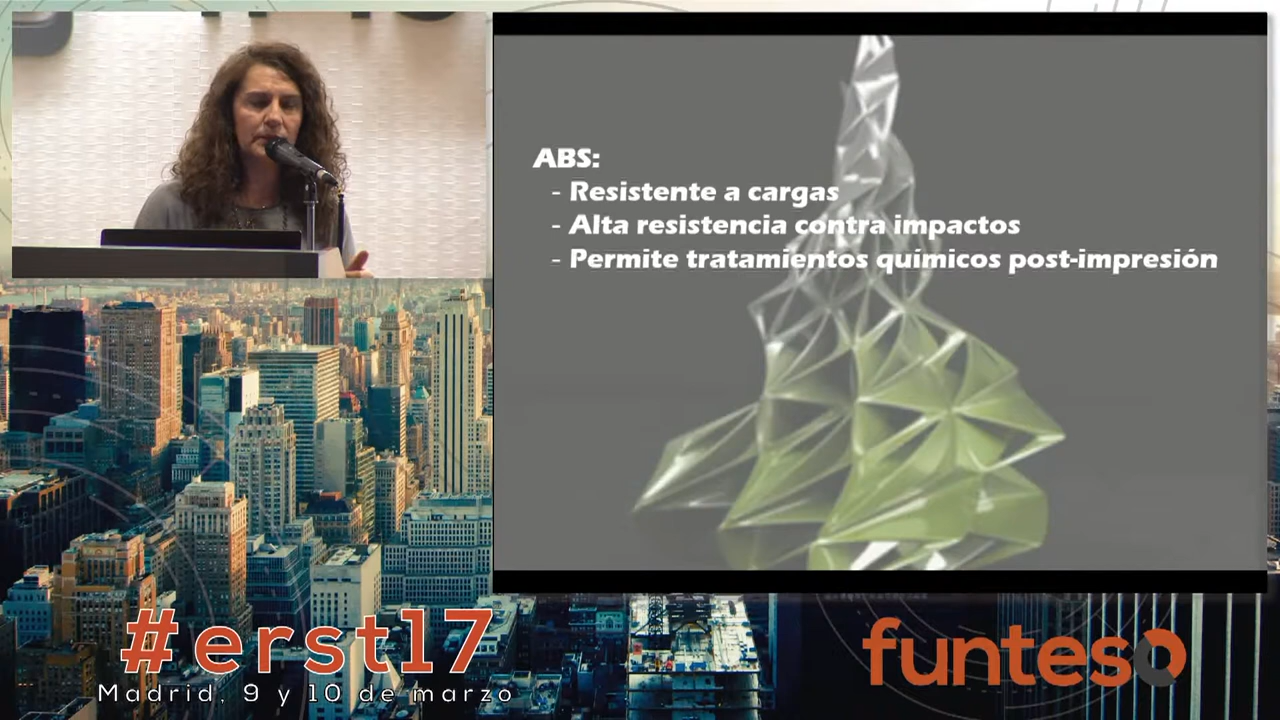 ABS:
- Resistente a cargas
- Alta resistencia contra impactos
- Permite tratamientos químicos post-impresión
#erst17
Madrid, 9 y 10 de marzo
funteso